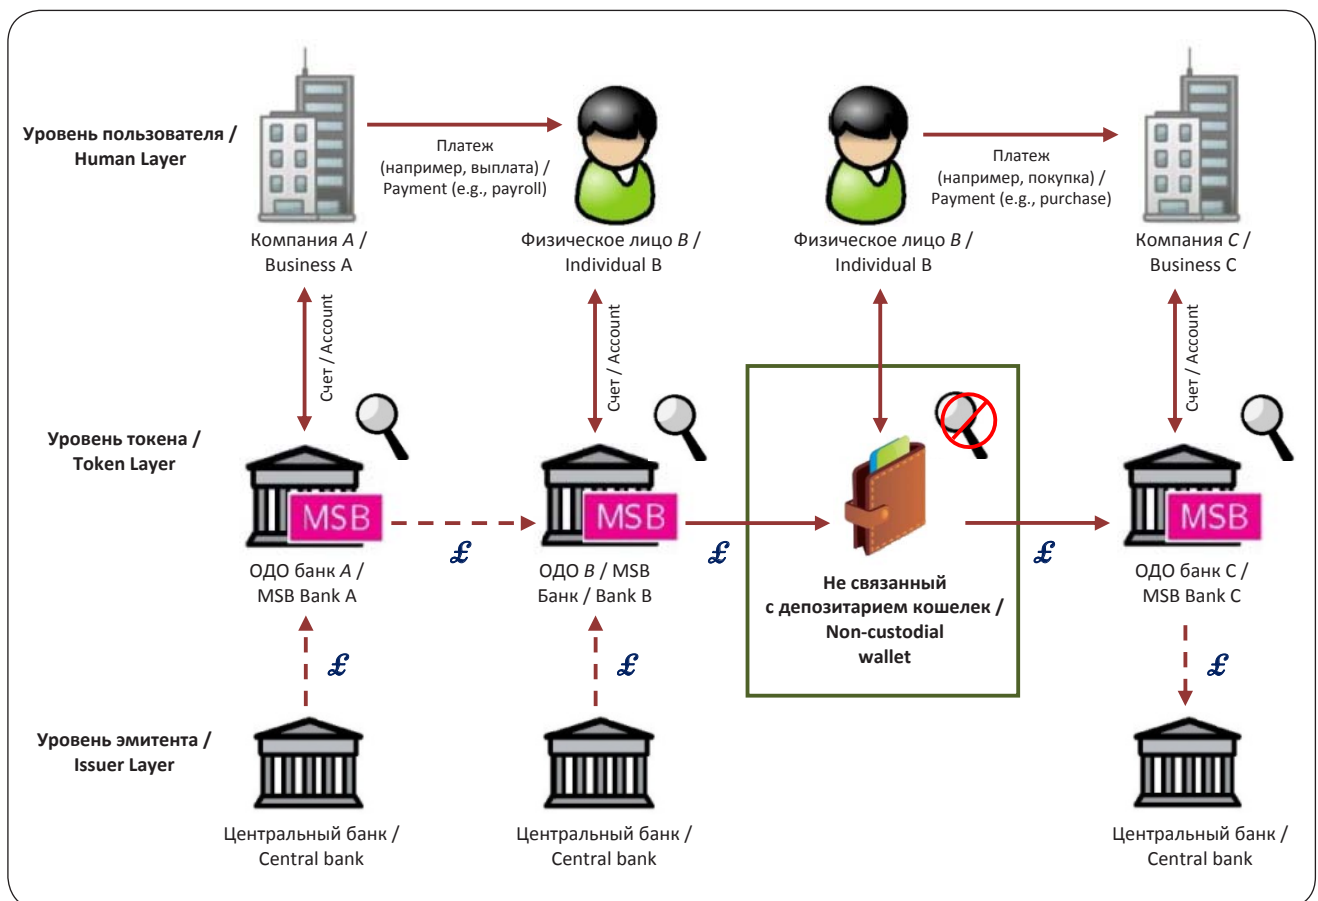 Уровень пользователя /
Human Layer
Платеж
(например, выплата) /
Payment (e.g., payroll)
Платеж
(например, покупка) /
Payment (e.g., purchase)
Компания A /
Business A
Физическое лицо B /
Individual B
Физическое лицо B /
Individual B
Компания C /
Business C
Счет / Account
Счет / Account
Счет / Account
Уровень токена /
Token Layer
MSB
MSB
MSB
£
£
£
ОДО банк A /
MSB Bank A
ОДО B / MSB
Банк / Bank B
Не связанный
с депозитарием кошелек /
Non-custodial
wallet
ОДО банк C /
MSB Bank C
£
£
£
Уровень эмитента /
Issuer Layer
Центральный банк /
Central bank
Центральный банк /
Central bank
Центральный банк /
Central bank